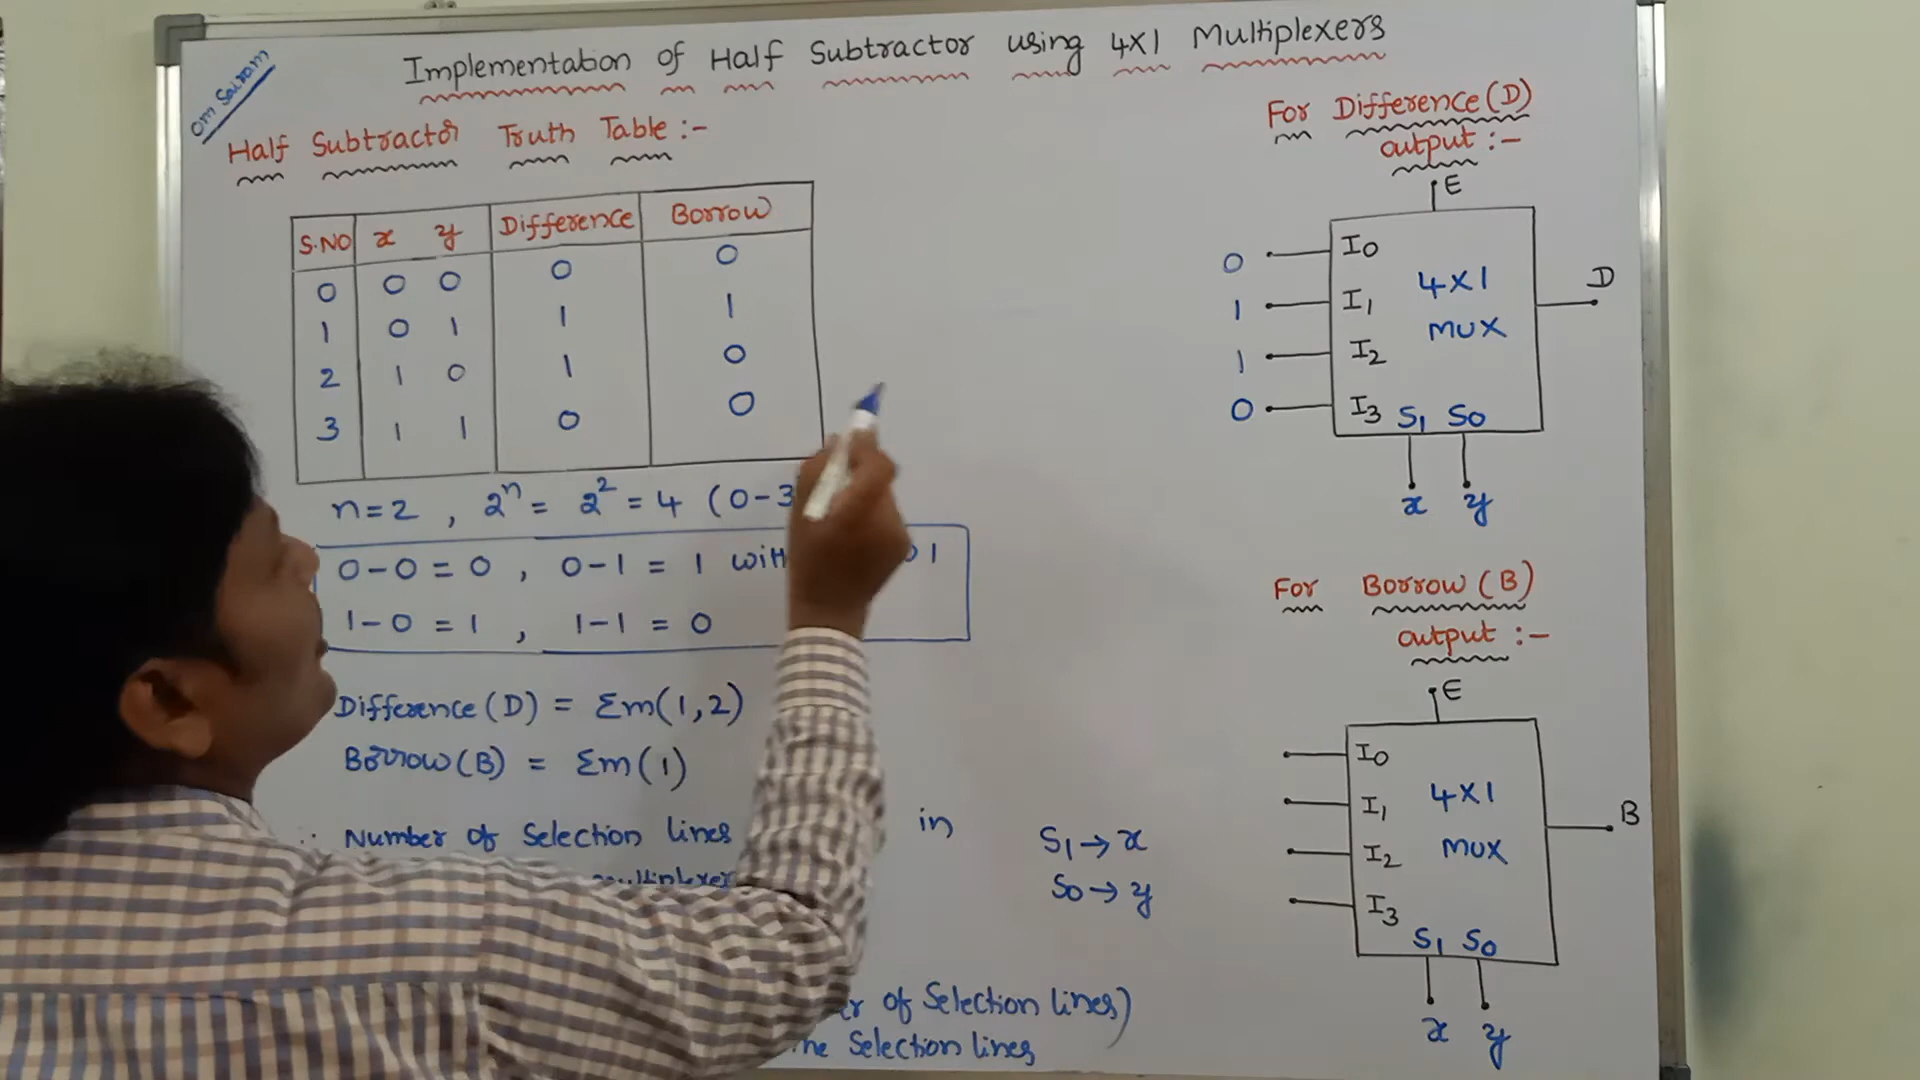 Om Sairam
Implementation of Half Subtractor using 4X1 Multiplexers
Half Subtractor Truth Table :-
S.NO x y Difference Borrow
0 0 0 0 0
1 0 1 1 1
2 1 0 1 0
3 1 1 0 0
n=2 , 2^n = 2^2 = 4 (0-3
0-0 = 0 , 0-1 = 1 1
1-0 = 1 , 1-1 = 0
Difference (D) = Σm(1,2)
Borrow (B) = Σm(1)
Number of Selection lines in
multiplexer
S1 → x
S0 → y
of Selection lines)
Selection lines
For Difference (D)
output :-
E
0 I0
1 I1
1 I2
0 I3
4X1
MUX
D
S1 S0
x y
For Borrow (B)
output :-
E
I0
I1
I2
I3
4X1
MUX
B
S1 S0
x y